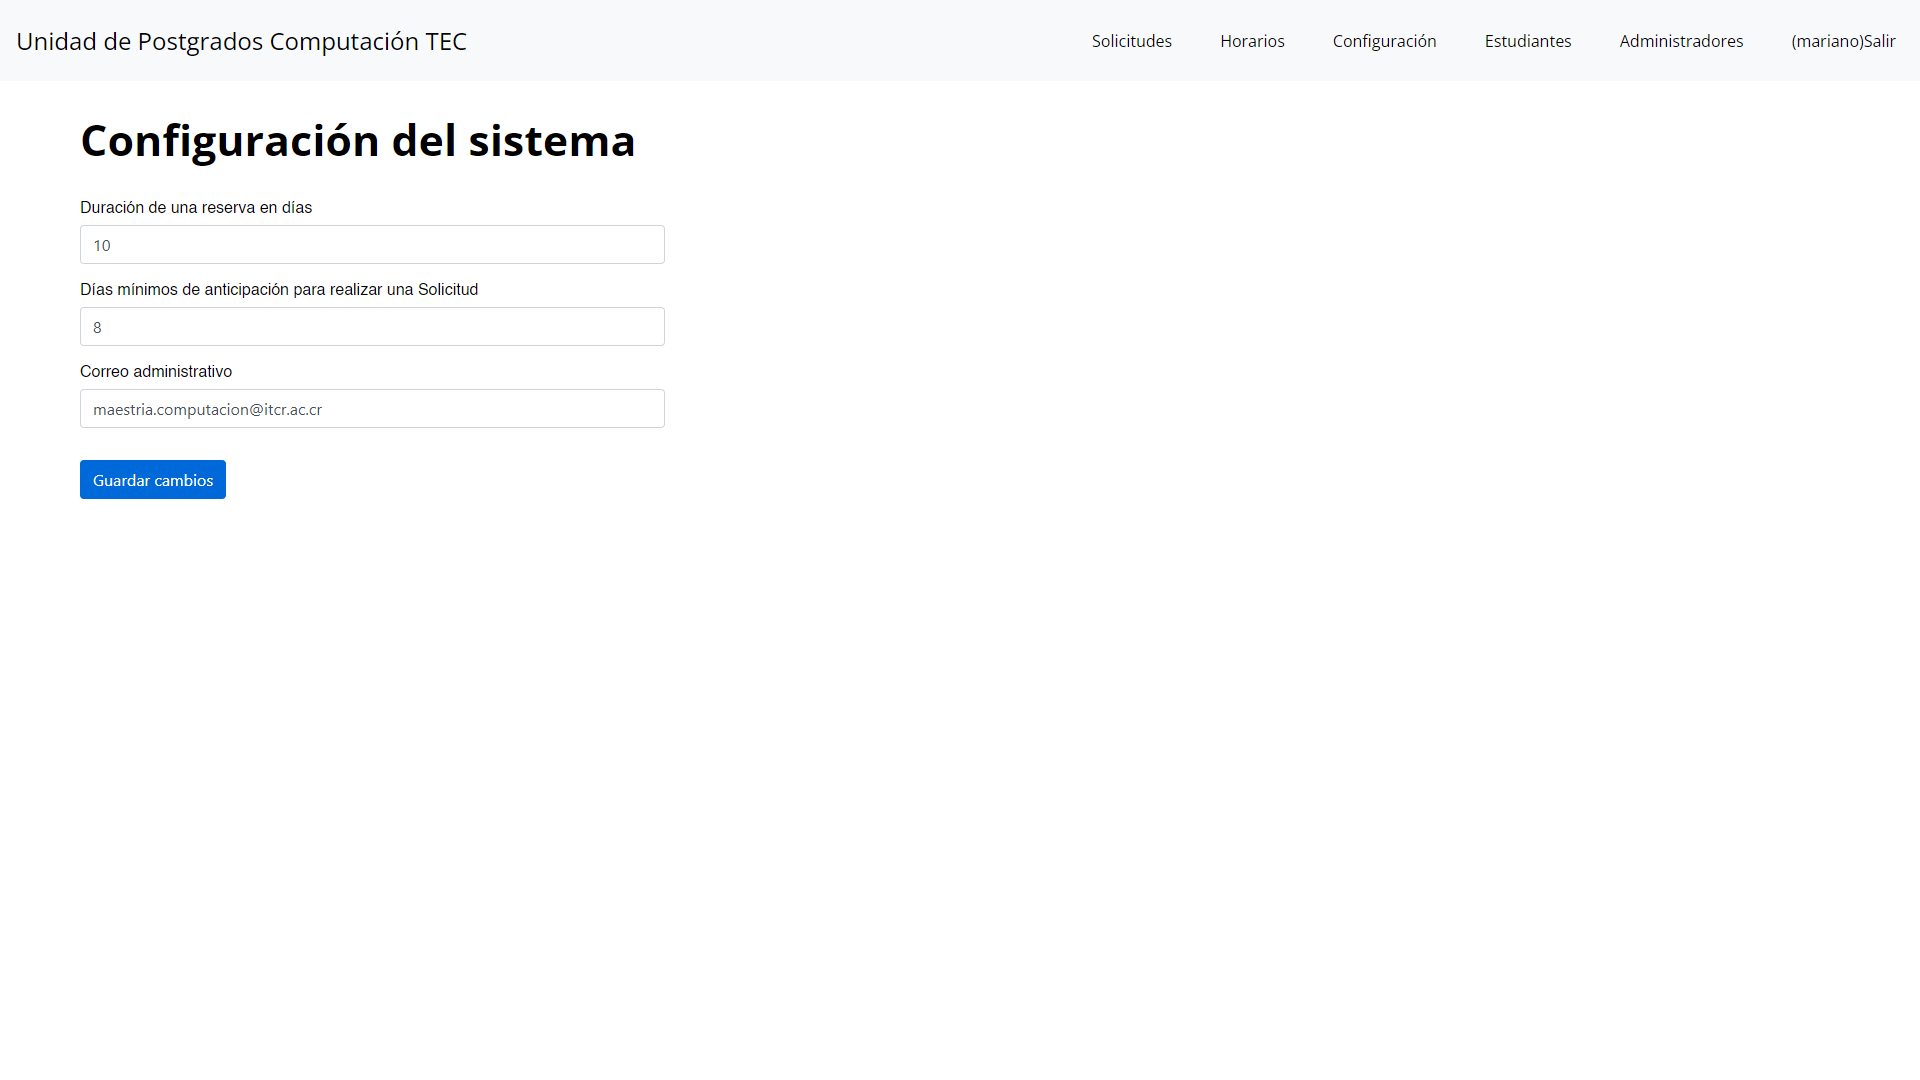 Unidad de Postgrados Computación TEC
Solicitudes Horarios Configuración Estudiantes Administradores (mariano)Salir
Configuración del sistema
Duración de una reserva en días
10
Días mínimos de anticipación para realizar una Solicitud
8
Correo administrativo
maestria.computacion@itcr.ac.cr
Guardar cambios